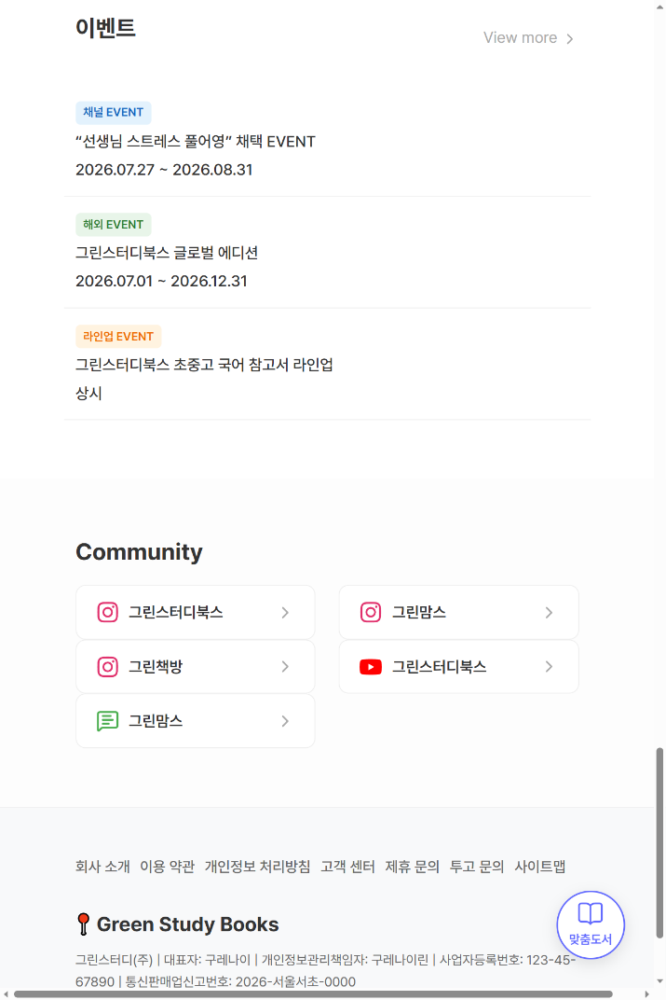 이벤트
View more
채널 EVENT
“선생님 스트레스 풀어영” 채택 EVENT
2026.07.27 ~ 2026.08.31
해외 EVENT
그린스터디북스 글로벌 에디션
2026.07.01 ~ 2026.12.31
라인업 EVENT
그린스터디북스 초중고 국어 참고서 라인업
상시
Community
그린스터디북스
그린맘스
그린책방
그린스터디북스
그린맘스
회사 소개 이용 약관 개인정보 처리방침 고객 센터 제휴 문의 투고 문의 사이트맵
Green Study Books
맞춤도서
그린스터디(주) | 대표자: 구레나이 | 개인정보관리책임자: 구레나이린 | 사업자등록번호: 123-45-
67890 | 통신판매업신고번호: 2026-서울서초-0000